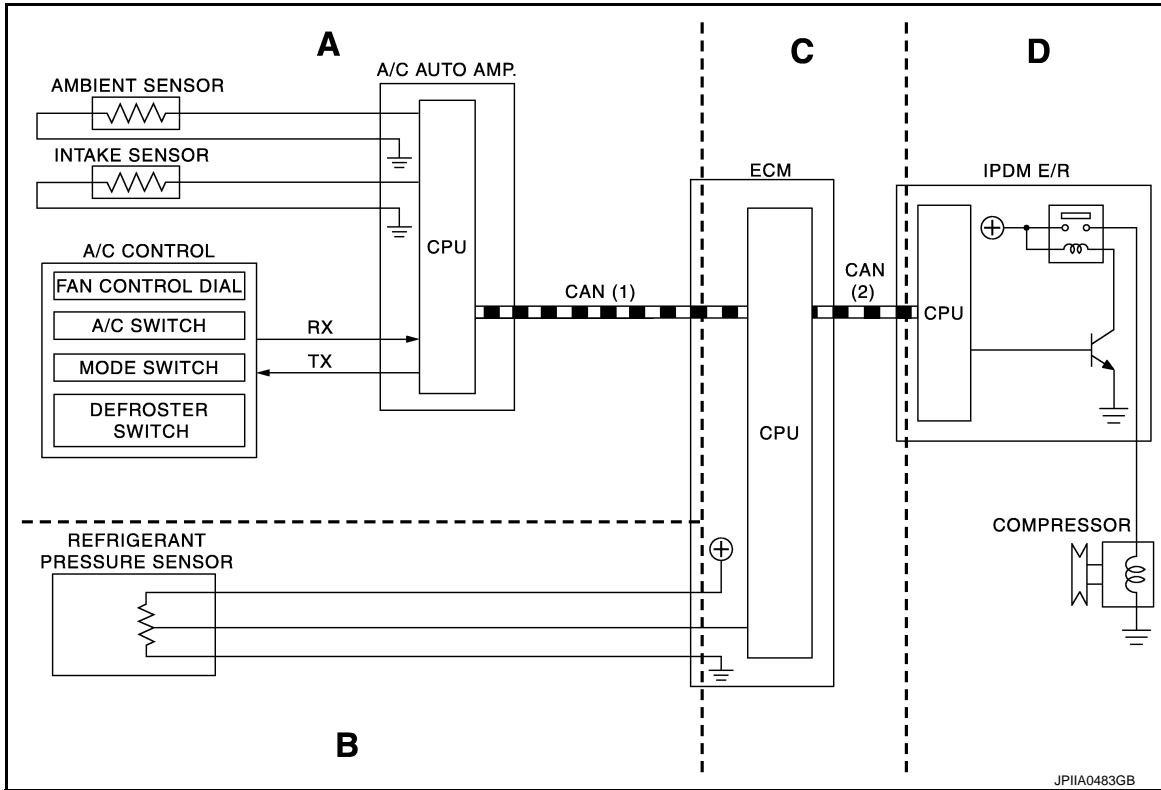 A
C
D
A/C AUTO AMP.
AMBIENT SENSOR
INTAKE SENSOR
CPU
A/C CONTROL
FAN CONTROL DIAL
A/C SWITCH
MODE SWITCH
DEFROSTER
SWITCH
RX
TX
CAN (1)
ECM
CPU
CAN
(2)
IPDM E/R
CPU
COMPRESSOR
REFRIGERANT
PRESSURE SENSOR
B
JPIIA0483GB